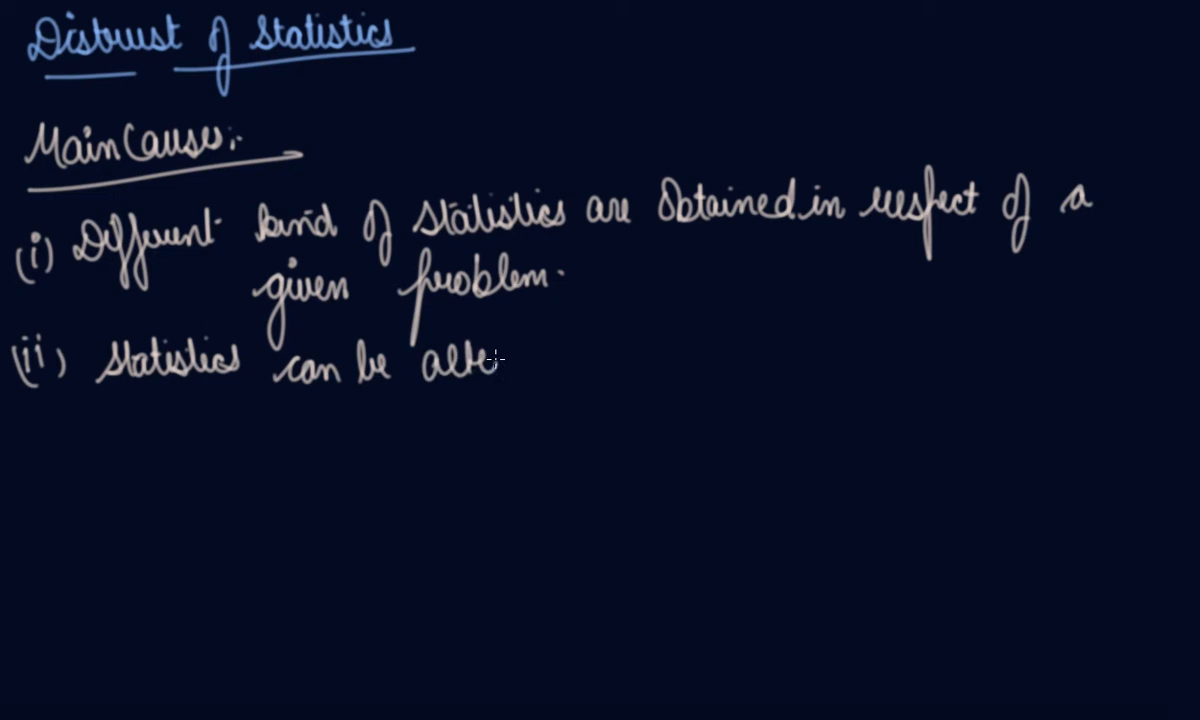 Distrust of Statistics
Main Causes:
(i) Different kind of Statistics are Obtained in respect of a
given problem.
(ii) Statistics can be alte